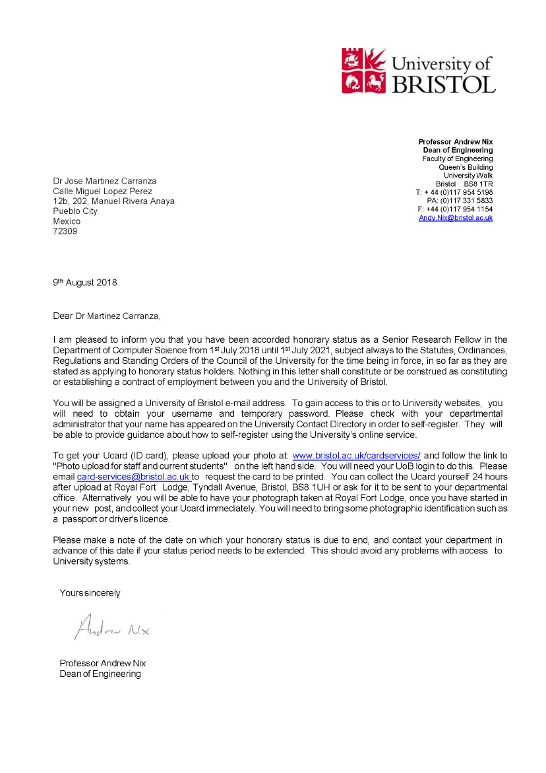 University of
BRISTOL
Professor Andrew Nix
Dean of Engineering
Faculty of Engineering
Queen's Building
University Walk
Bristol BS8 1TR
T: + 44 (0)117 954 5198
PA: (0)117 331 5833
F: +44 (0)117 954 1154
Andy.Nix@bristol.ac.uk
Dr Jose Martinez Carranza
Calle Miguel Lopez Perez
12b, 202, Manuel Rivera Anaya
Pueblo City
Mexico
72309
9th August 2018
Dear Dr Martinez Carranza,
I am pleased to inform you that you have been accorded honorary status as a Senior Research Fellow in the
Department of Computer Science from 1st July 2018 until 1st July 2021, subject always to the Statutes, Ordinances,
Regulations and Standing Orders of the Council of the University for the time being in force, in so far as they are
stated as applying to honorary status holders. Nothing in this letter shall constitute or be construed as constituting
or establishing a contract of employment between you and the University of Bristol.
You will be assigned a University of Bristol e-mail address. To gain access to this or to University websites, you
will need to obtain your username and temporary password. Please check with your departmental
administrator that your name has appeared on the University Contact Directory in order to self-register. They will
be able to provide guidance about how to self-register using the University's online service.
To get your Ucard (ID card), please upload your photo at: www.bristol.ac.uk/cardservices/ and follow the link to
"Photo upload for staff and current students" on the left hand side. You will need your UoB login to do this. Please
email card-services@bristol.ac.uk to request the card to be printed. You can collect the Ucard yourself 24 hours
after upload at Royal Fort Lodge, Tyndall Avenue, Bristol, BS8 1UH or ask for it to be sent to your departmental
office. Alternatively you will be able to have your photograph taken at Royal Fort Lodge, once you have started in
your new post, and collect your Ucard immediately. You will need to bring some photographic identification such as
a passport or driver's licence.
Please make a note of the date on which your honorary status is due to end, and contact your department in
advance of this date if your status period needs to be extended. This should avoid any problems with access to
University systems.
Yours sincerely
Andrew Nix
Professor Andrew Nix
Dean of Engineering